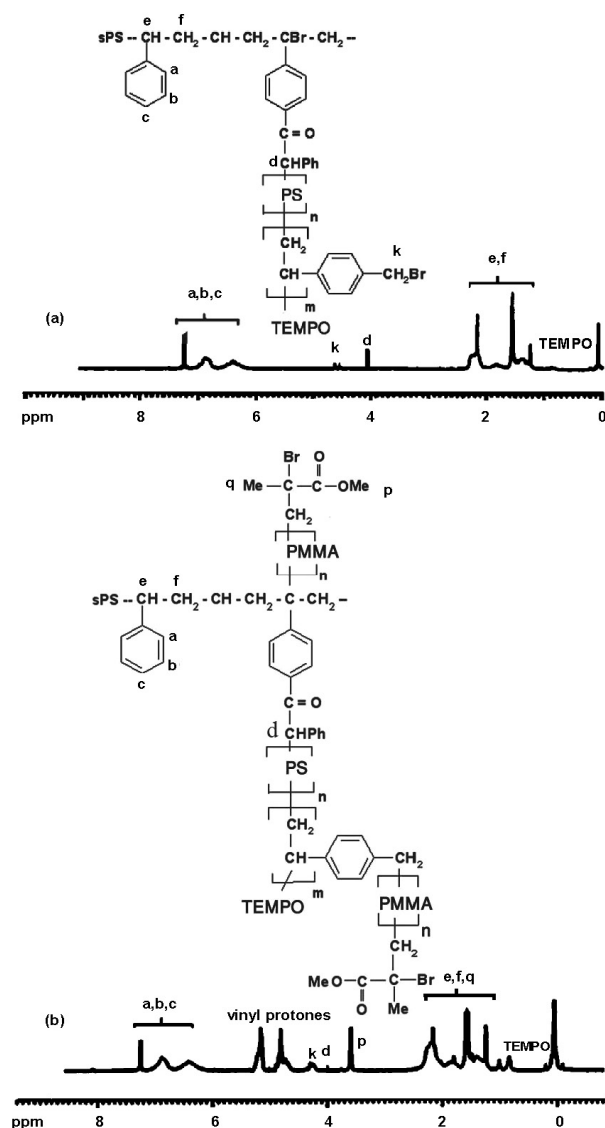 e f
sPS -- CH- CH₂- CH- CH₂ - CBr- CH₂ --
a
b
c
C = O
d CHPh
PS
n
CH₂
k
CH CH₂Br
m
TEMPO
(a)
a,b,c
k
d
e,f
TEMPO
ppm 8 6 4 2 0
Br O
q Me C C OMe p
CH₂
PMMA
n
e f
sPS -- CH- CH₂- CH- CH₂ - C - CH₂ --
a
b
c
C = O
d CHPh
PS
n
CH₂
CH CH₂
m
TEMPO
PMMA
n
CH₂
MeO C C Br
O Me
(b)
a,b,c
vinyl protones
k
d
p
e,f,q
TEMPO
ppm 8 6 4 2 0